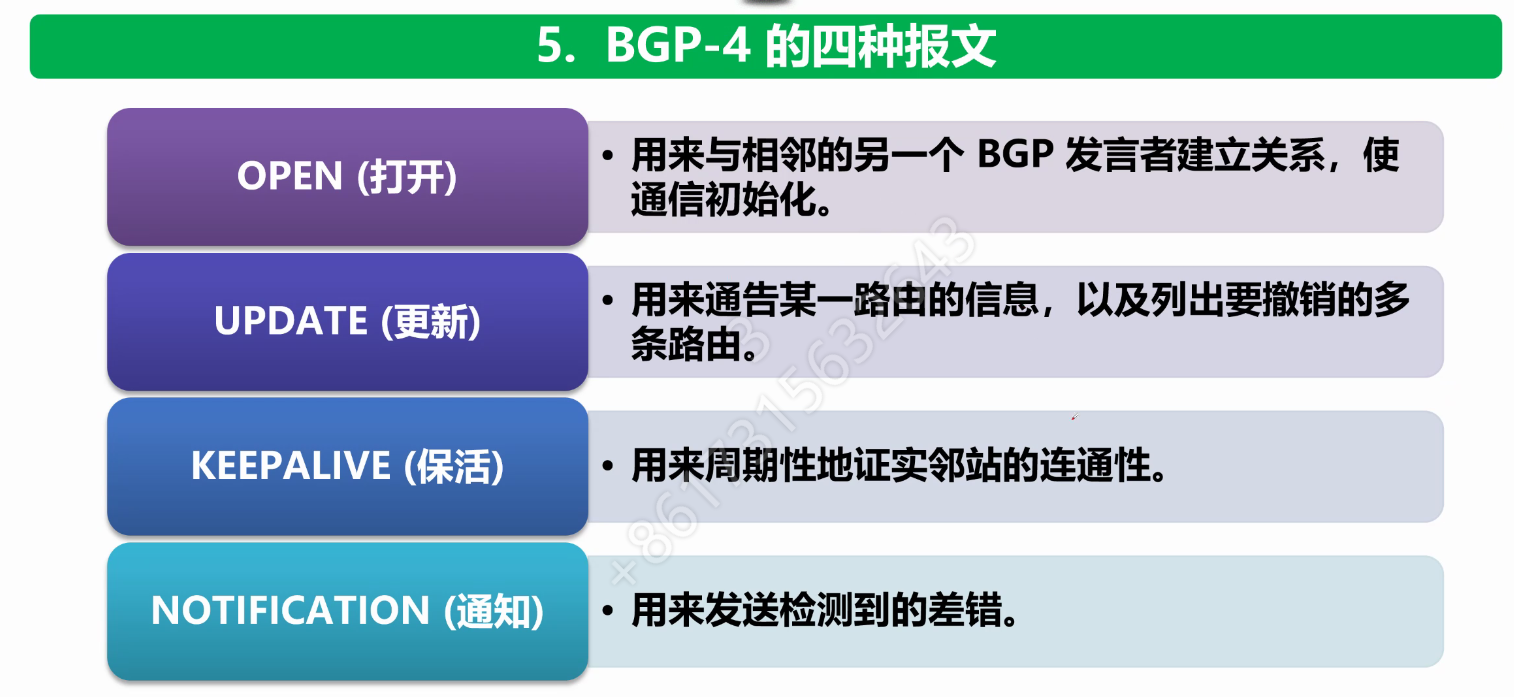 5. BGP-4 的四种报文
OPEN (打开)
• 用来与相邻的另一个 BGP 发言者建立关系，使
通信初始化。
UPDATE (更新)
• 用来通告某一路由的信息，以及列出要撤销的多
条路由。
KEEPALIVE (保活)
• 用来周期性地证实邻站的连通性。
NOTIFICATION (通知)
• 用来发送检测到的差错。